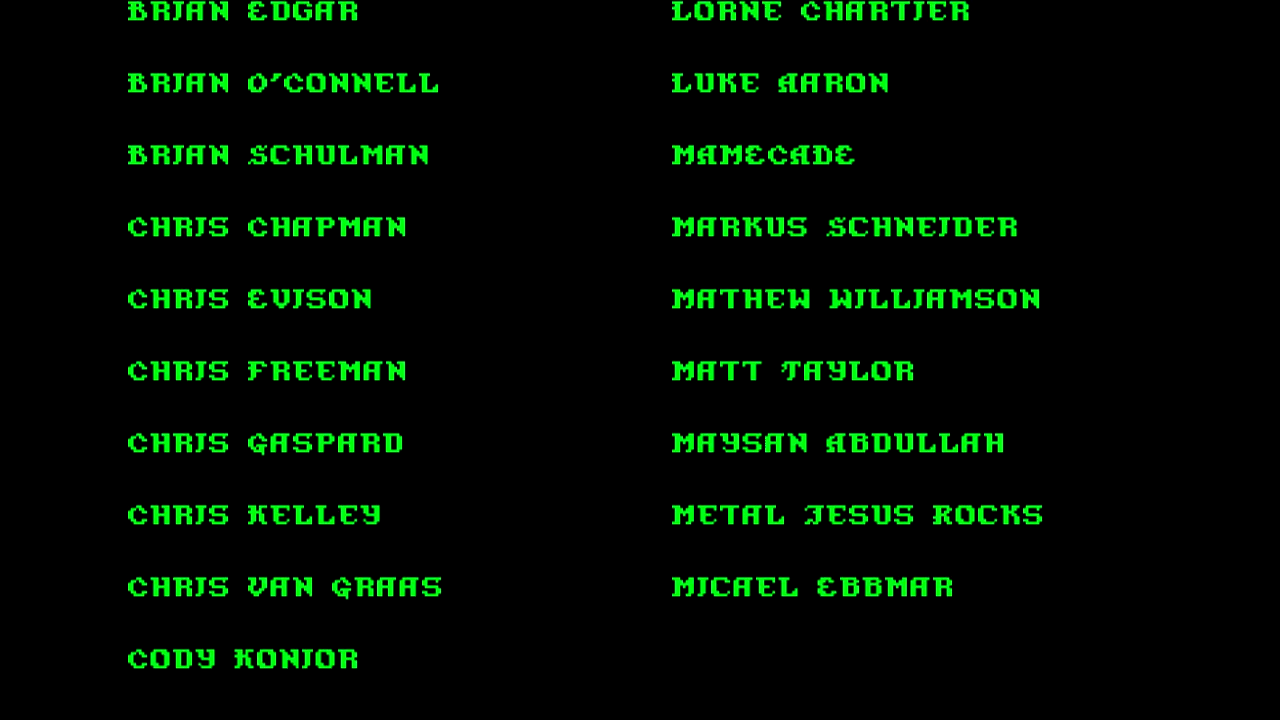 BRIAN EDGAR
BRIAN O'CONNELL
BRIAN SCHULMAN
CHRIS CHAPMAN
CHRIS EVISON
CHRIS FREEMAN
CHRIS GASPARD
CHRIS KELLEY
CHRIS VAN GRAAS
CODY KONIOR
LORNE CHARTIER
LUKE AARON
MAMECADE
MARKUS SCHNEIDER
MATHEW WILLIAMSON
MATT TAYLOR
MAYSAN ABDULLAH
METAL JESUS ROCKS
MICAEL EBBMAR